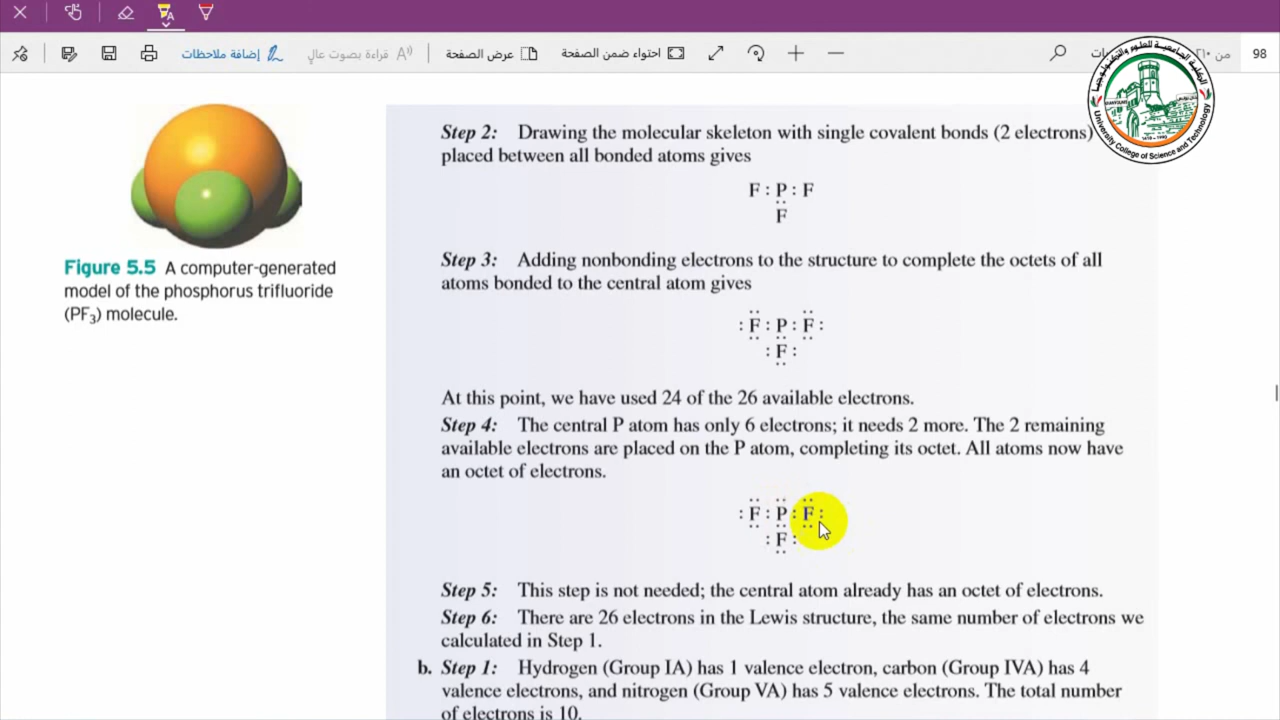 إضافة ملاحظات
قراءة بصوت عالٍ
عرض الصفحة
احتواء ضمن الصفحة
من
98
University College of Science and Technology
Step 2: Drawing the molecular skeleton with single covalent bonds (2 electrons)
placed between all bonded atoms gives
F : P : F
F
Figure 5.5 A computer-generated
model of the phosphorus trifluoride
(PF₃) molecule.
Step 3: Adding nonbonding electrons to the structure to complete the octets of all
atoms bonded to the central atom gives
: F : P : F :
: F :
At this point, we have used 24 of the 26 available electrons.
Step 4: The central P atom has only 6 electrons; it needs 2 more. The 2 remaining
available electrons are placed on the P atom, completing its octet. All atoms now have
an octet of electrons.
: F : P : F :
: F :
Step 5: This step is not needed; the central atom already has an octet of electrons.
Step 6: There are 26 electrons in the Lewis structure, the same number of electrons we
calculated in Step 1.
b. Step 1: Hydrogen (Group IA) has 1 valence electron, carbon (Group IVA) has 4
valence electrons, and nitrogen (Group VA) has 5 valence electrons. The total number
of electrons is 10.